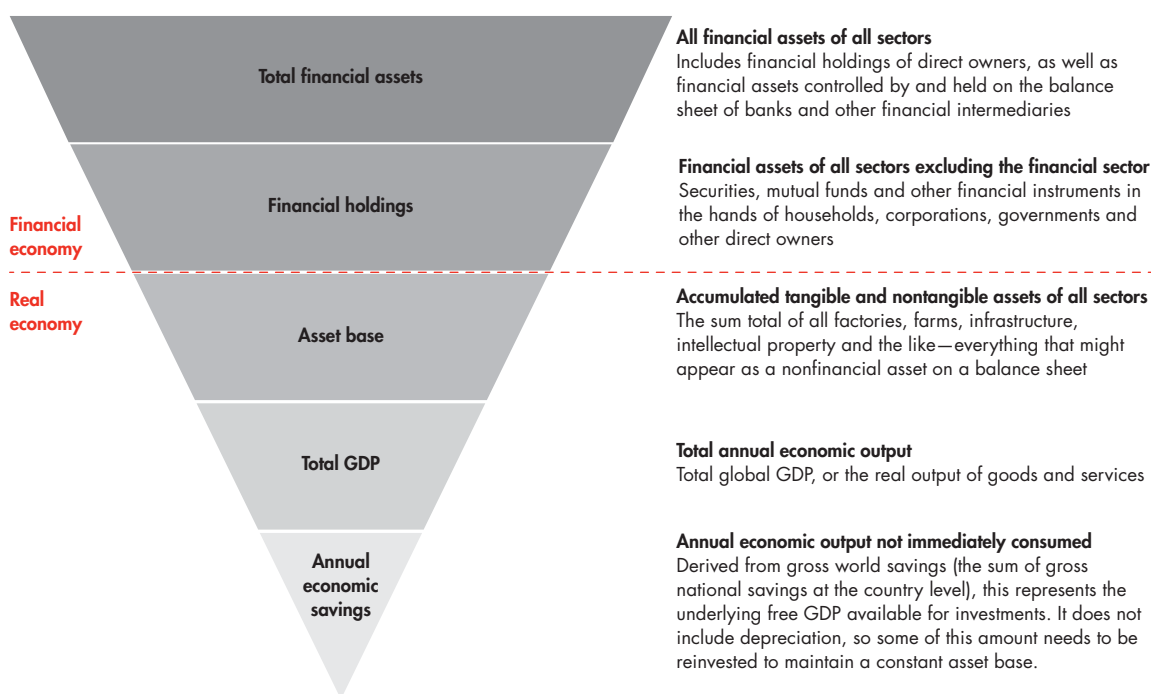 Total financial assets
All financial assets of all sectors
Includes financial holdings of direct owners, as well as
financial assets controlled by and held on the balance
sheet of banks and other financial intermediaries
Financial holdings
Financial assets of all sectors excluding the financial sector
Securities, mutual funds and other financial instruments in
the hands of households, corporations, governments and
other direct owners
Financial
economy
Real
economy
Asset base
Accumulated tangible and nontangible assets of all sectors
The sum total of all factories, farms, infrastructure,
intellectual property and the like—everything that might
appear as a nonfinancial asset on a balance sheet
Total GDP
Total annual economic output
Total global GDP, or the real output of goods and services
Annual
economic
savings
Annual economic output not immediately consumed
Derived from gross world savings (the sum of gross
national savings at the country level), this represents the
underlying free GDP available for investments. It does not
include depreciation, so some of this amount needs to be
reinvested to maintain a constant asset base.